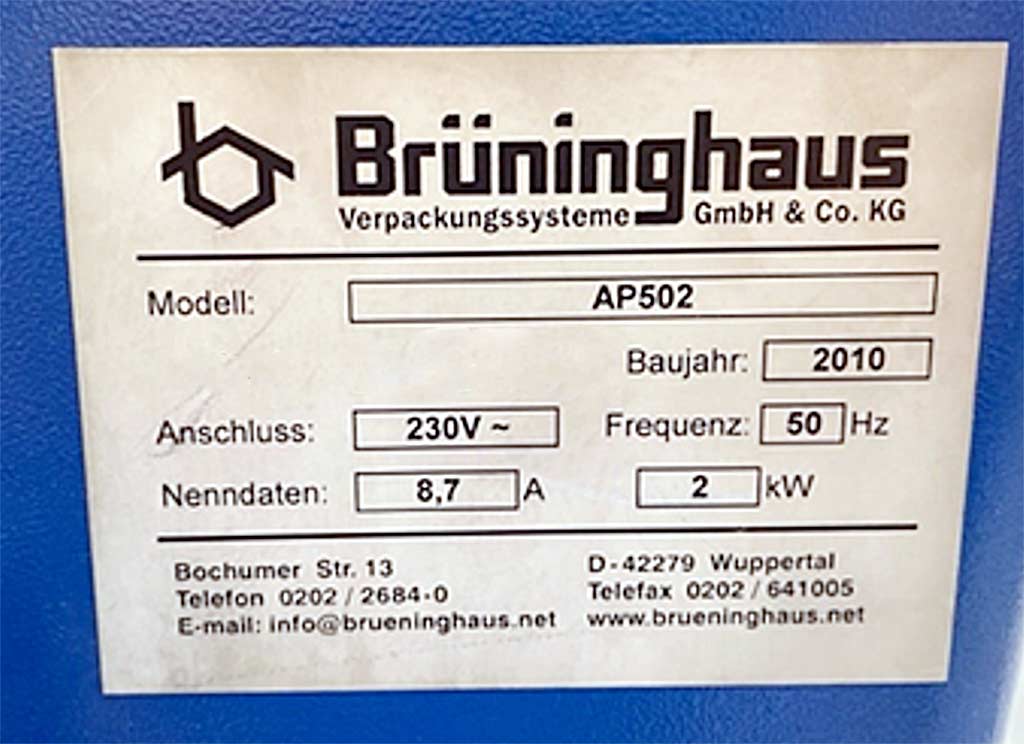 Brüninghaus
Verpackungssysteme GmbH & Co. KG
Modell: AP502
Baujahr: 2010
Anschluss: 230V ~ Frequenz: 50 Hz
Nenndaten: 8,7 A 2 kW
Bochumer Str. 13 D-42279 Wuppertal
Telefon 0202 / 2684-0 Telefax 0202 / 641005
E-mail: info@brueninghaus.net www.brueninghaus.net